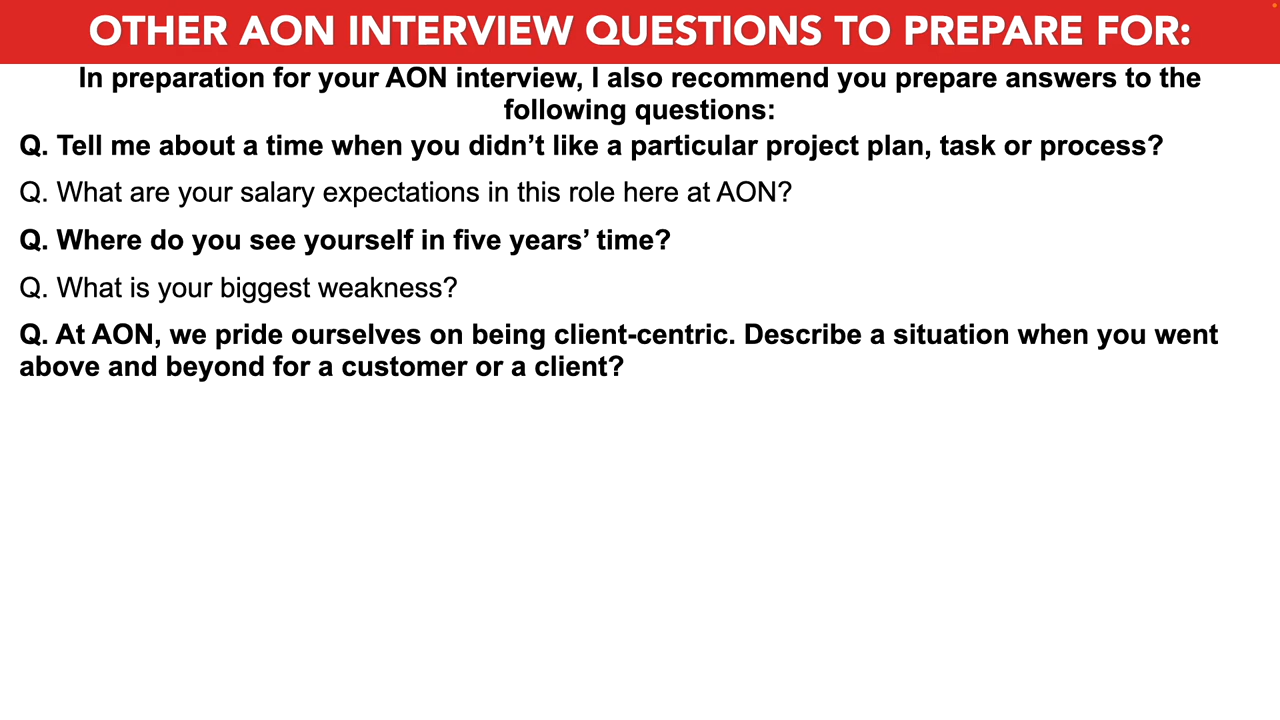 OTHER AON INTERVIEW QUESTIONS TO PREPARE FOR:
In preparation for your AON interview, I also recommend you prepare answers to the
following questions:
Q. Tell me about a time when you didn’t like a particular project plan, task or process?
Q. What are your salary expectations in this role here at AON?
Q. Where do you see yourself in five years’ time?
Q. What is your biggest weakness?
Q. At AON, we pride ourselves on being client-centric. Describe a situation when you went
above and beyond for a customer or a client?